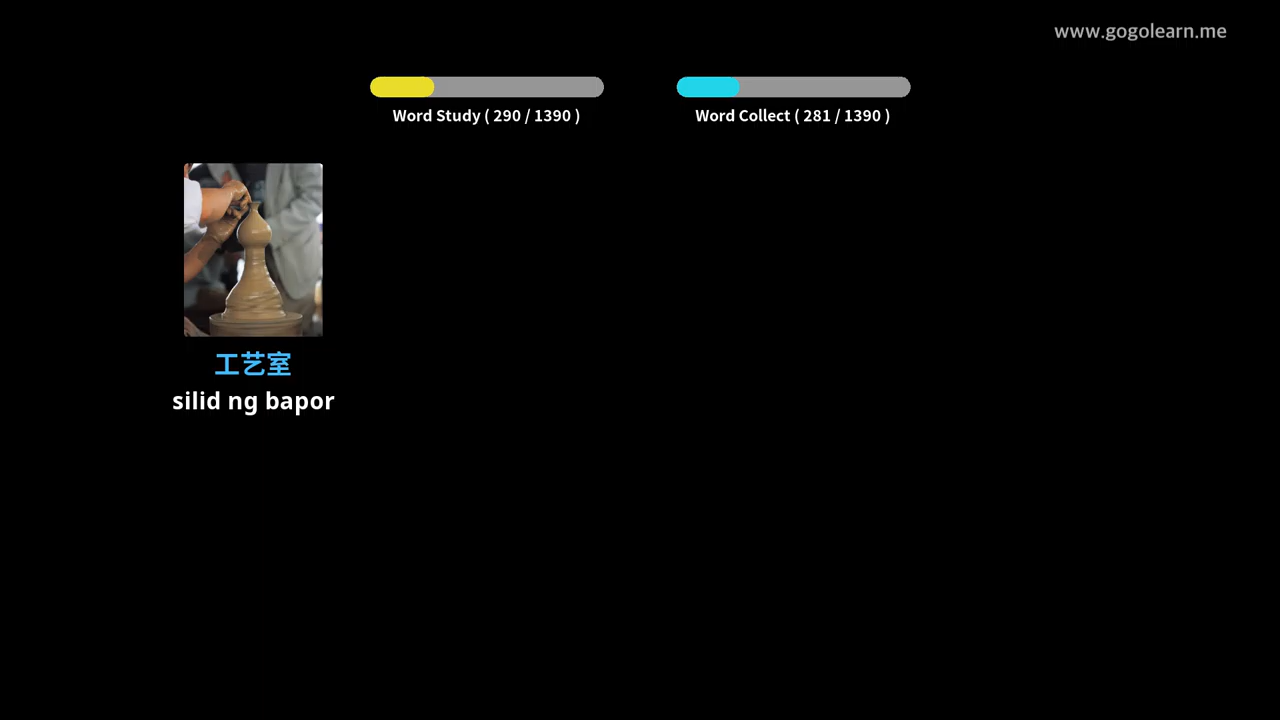 www.gogolearn.me
Word Study ( 290 / 1390 )
Word Collect ( 281 / 1390 )
工艺室
silid ng bapor